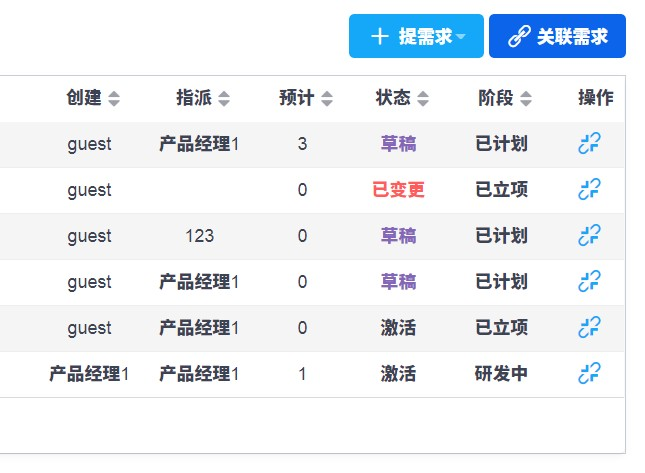 提需求 关联需求
创建 指派 预计 状态 阶段 操作
guest 产品经理1 3 草稿 已计划
guest 0 已变更 已立项
guest 123 0 草稿 已计划
guest 产品经理1 0 草稿 已计划
guest 产品经理1 0 激活 已立项
产品经理1 产品经理1 1 激活 研发中